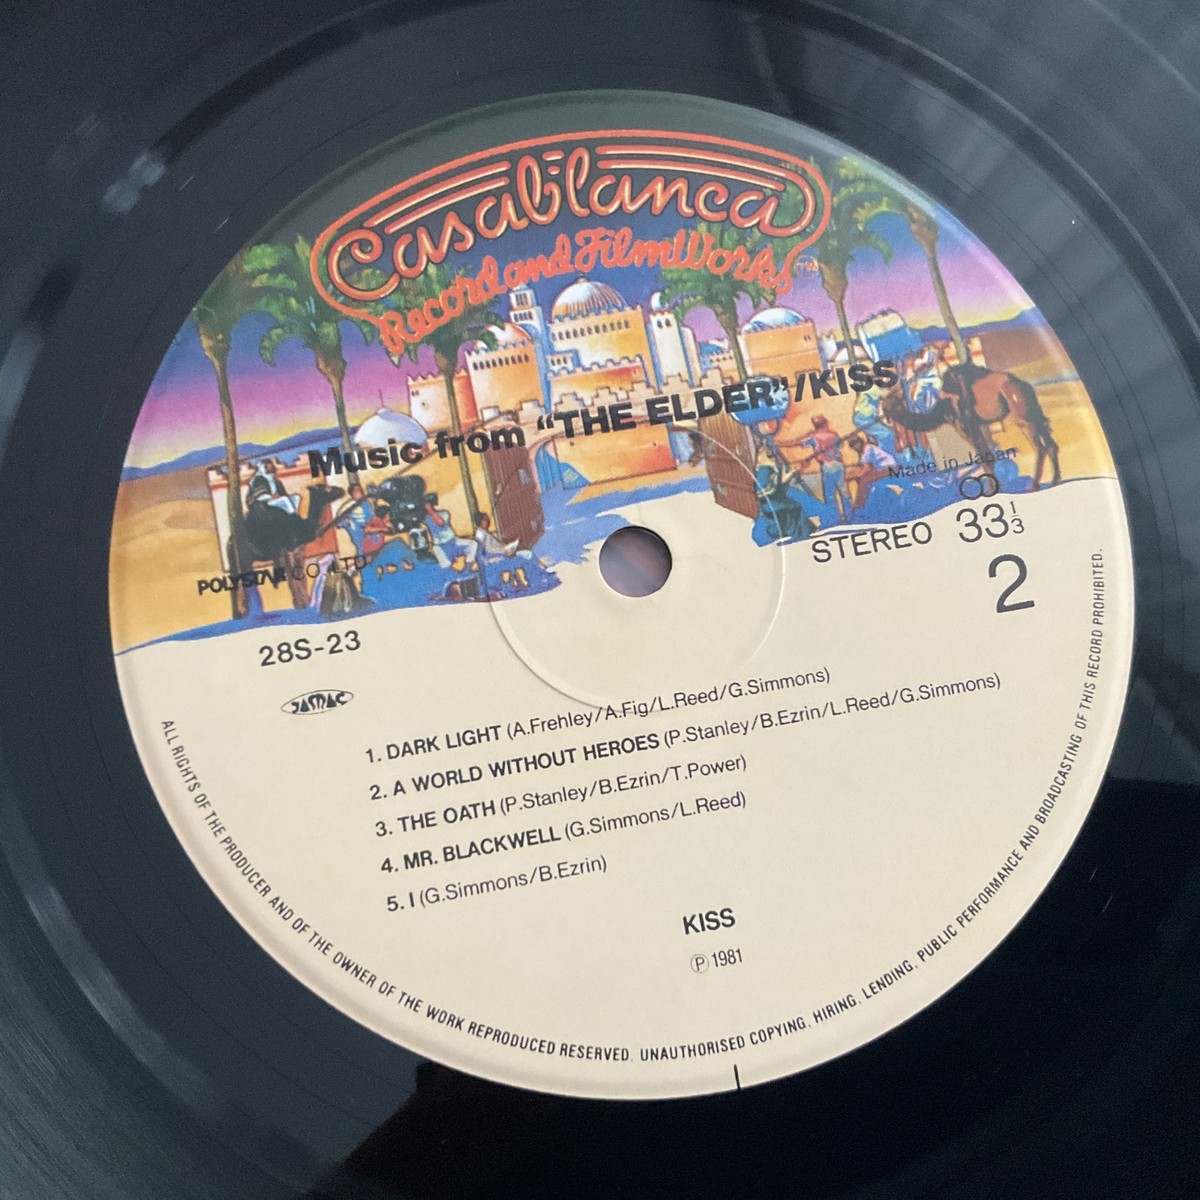 Casablanca
Record and FilmWorks™
Music from "THE ELDER"/KISS
Made in Japan
POLYSTAR CO., LTD.
STEREO 33⅓
2
28S-23
JASRAC
1. DARK LIGHT (A.Frehley/A.Fig/L.Reed/G.Simmons)
2. A WORLD WITHOUT HEROES (P.Stanley/B.Ezrin/L.Reed/G.Simmons)
3. THE OATH (P.Stanley/B.Ezrin/T.Power)
4. MR. BLACKWELL (G.Simmons/L.Reed)
5. I (G.Simmons/B.Ezrin)
KISS
Ⓟ 1981
ALL RIGHTS OF THE PRODUCER AND OF THE OWNER OF THE WORK REPRODUCED RESERVED. UNAUTHORISED COPYING, HIRING, LENDING, PUBLIC PERFORMANCE AND BROADCASTING OF THIS RECORD PROHIBITED.